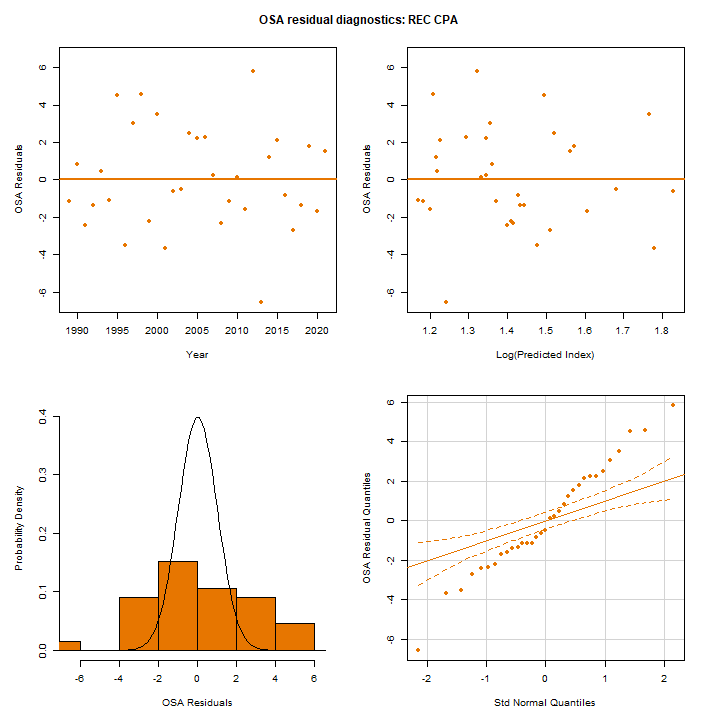 OSA residual diagnostics: REC CPA
OSA Residuals
6
4
2
0
-2
-4
-6
1990 1995 2000 2005 2010 2015 2020
Year
OSA Residuals
6
4
2
0
-2
-4
-6
1.2 1.3 1.4 1.5 1.6 1.7 1.8
Log(Predicted Index)
Probability Density
0.4
0.3
0.2
0.1
0.0
-6 -4 -2 0 2 4 6
OSA Residuals
OSA Residual Quantiles
6
4
2
0
-2
-4
-6
-2 -1 0 1 2
Std Normal Quantiles